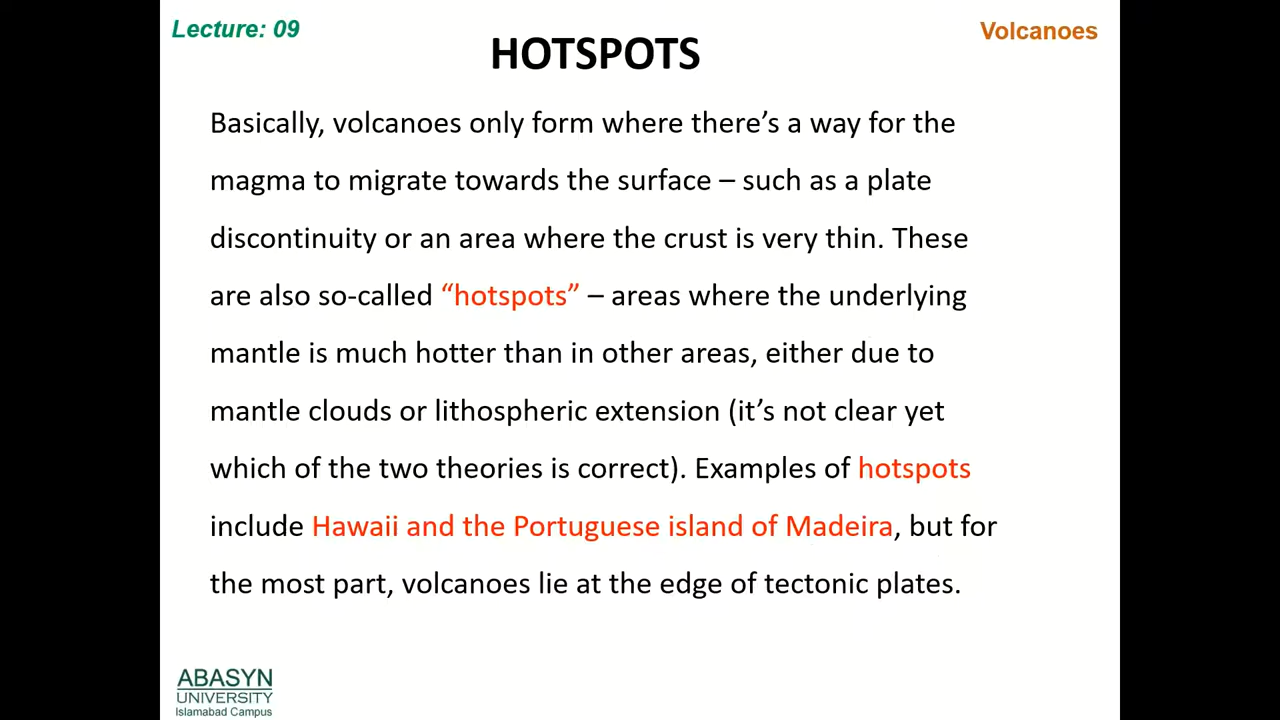 Lecture: 09
Volcanoes
HOTSPOTS
Basically, volcanoes only form where there’s a way for the
magma to migrate towards the surface – such as a plate
discontinuity or an area where the crust is very thin. These
are also so-called “hotspots” – areas where the underlying
mantle is much hotter than in other areas, either due to
mantle clouds or lithospheric extension (it’s not clear yet
which of the two theories is correct). Examples of hotspots
include Hawaii and the Portuguese island of Madeira, but for
the most part, volcanoes lie at the edge of tectonic plates.
ABASYN
UNIVERSITY
Islamabad Campus